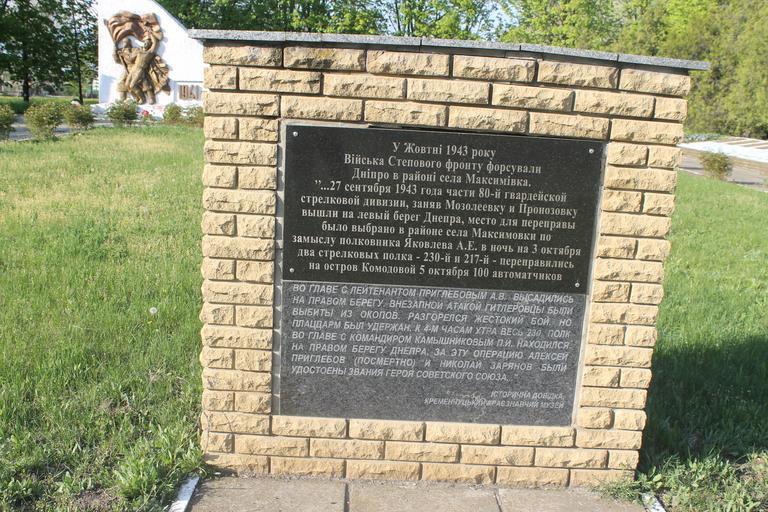 1941
У Жовтні 1943 року
Війська Степового фронту форсували
Дніпро в районі села Максимівка.
"...27 сентября 1943 года части 80-й гвардейской
стрелковой дивизии, заняв Мозолеевку и Пронозовку
вышли на левый берег Днепра, место для переправы
было выбрано в районе села Максимовки по
замыслу полковника Яковлева А.Е. в ночь на 3 октября
два стрелковых полка - 230-й и 217-й - переправились
на остров Комодовой 5 октября 100 автоматчиков
ВО ГЛАВЕ С ЛЕЙТЕНАНТОМ ПРИГЛЕБОВЫМ А.В. ВЫСАДИЛИСЬ
НА ПРАВОМ БЕРЕГУ. ВНЕЗАПНОЙ АТАКОЙ ГИТЛЕРОВЦЫ БЫЛИ
ВЫБИТЫ ИЗ ОКОПОВ. РАЗГОРЕЛСЯ ЖЕСТОКИЙ БОЙ, НО
ПЛАЦДАРМ БЫЛ УДЕРЖАН. К 4-М ЧАСАМ УТРА ВЕСЬ 230. ПОЛК
ВО ГЛАВЕ С КОМАНДИРОМ КАМЫШНИКОВЫМ П.И. НАХОДИЛСЯ
НА ПРАВОМ БЕРЕГУ ДНЕПРА. ЗА ЭТУ ОПЕРАЦИЮ АЛЕКСЕЙ
ПРИГЛЕБОВ (ПОСМЕРТНО) И НИКОЛАЙ ЗАРЯНОВ БЫЛИ
УДОСТОЕНЫ ЗВАНИЯ ГЕРОЯ СОВЕТСКОГО СОЮЗА. "
ІСТОРИЧНА ДОВІДКА,
КРЕМЕНЧУЦЬКИЙ КРАЄЗНАВЧИЙ МУЗЕЙ